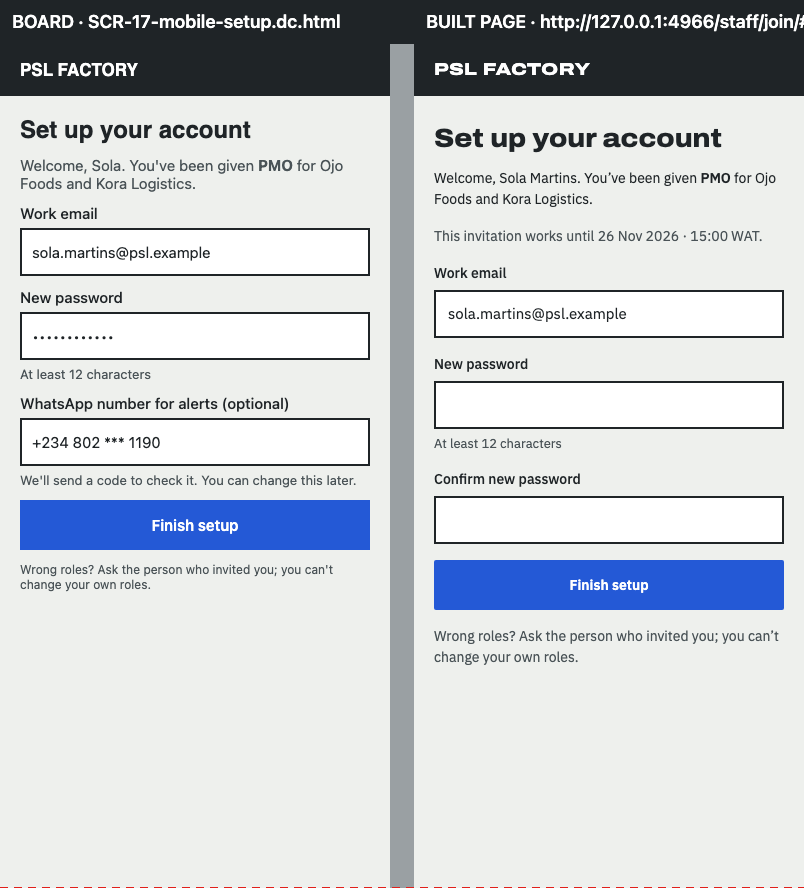 BOARD · SCR-17-mobile-setup.dc.html
PSL FACTORY
Set up your account
Welcome, Sola. You've been given PMO for Ojo
Foods and Kora Logistics.
Work email
sola.martins@psl.example
New password
••••••••••••
At least 12 characters
WhatsApp number for alerts (optional)
+234 802 *** 1190
We'll send a code to check it. You can change this later.
Finish setup
Wrong roles? Ask the person who invited you; you can't
change your own roles.
BUILT PAGE · http://127.0.0.1:4966/staff/join/#
PSL FACTORY
Set up your account
Welcome, Sola Martins. You’ve been given PMO for Ojo
Foods and Kora Logistics.
This invitation works until 26 Nov 2026 · 15:00 WAT.
Work email
sola.martins@psl.example
New password
At least 12 characters
Confirm new password
Finish setup
Wrong roles? Ask the person who invited you; you can’t
change your own roles.